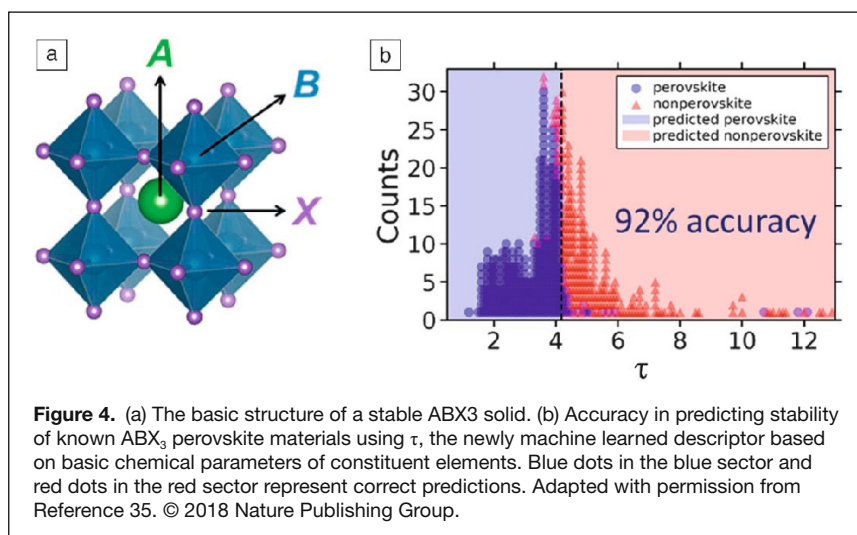 a
A
B
X
b
Counts
30
25
20
15
10
5
0
perovskite
nonperovskite
predicted perovskite
predicted nonperovskite
92% accuracy
2 4 6 8 10 12
τ
Figure 4. (a) The basic structure of a stable ABX3 solid. (b) Accuracy in predicting stability
of known ABX₃ perovskite materials using τ, the newly machine learned descriptor based
on basic chemical parameters of constituent elements. Blue dots in the blue sector and
red dots in the red sector represent correct predictions. Adapted with permission from
Reference 35. © 2018 Nature Publishing Group.